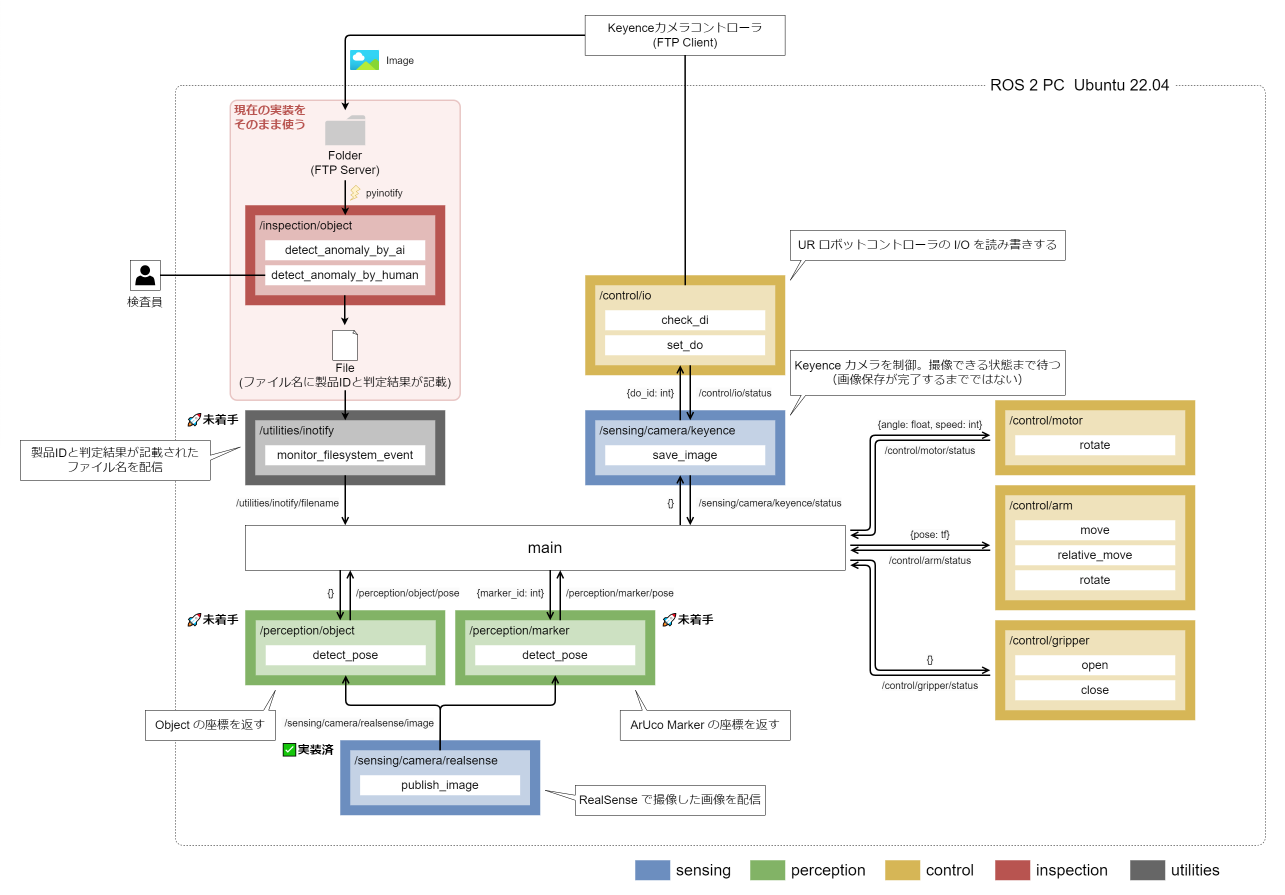 Keyenceカメラコントローラ
(FTP Client)
Image
ROS 2 PC  Ubuntu 22.04
現在の実装を
そのまま使う
Folder
(FTP Server)
pyinotify
/inspection/object
detect_anomaly_by_ai
detect_anomaly_by_human
検査員
File
(ファイル名に製品IDと判定結果が記載)
UR ロボットコントローラの I/O を読み書きする
/control/io
check_di
set_do
{do_id: int}
/control/io/status
Keyence カメラを制御。撮像できる状態まで待つ
（画像保存が完了するまでではない）
未着手
/utilities/inotify
monitor_filesystem_event
製品IDと判定結果が記載された
ファイル名を配信
/utilities/inotify/filename
/sensing/camera/keyence
save_image
{}
/sensing/camera/keyence/status
{angle: float, speed: int}
/control/motor/status
/control/motor
rotate
main
{pose: tf}
/control/arm/status
/control/arm
move
relative_move
rotate
{}
/perception/object/pose
{marker_id: int}
/perception/marker/pose
未着手
/perception/object
detect_pose
/perception/marker
detect_pose
未着手
{}
/control/gripper/status
/control/gripper
open
close
Object の座標を返す
/sensing/camera/realsense/image
ArUco Marker の座標を返す
実装済
/sensing/camera/realsense
publish_image
RealSense で撮像した画像を配信
sensing
perception
control
inspection
utilities